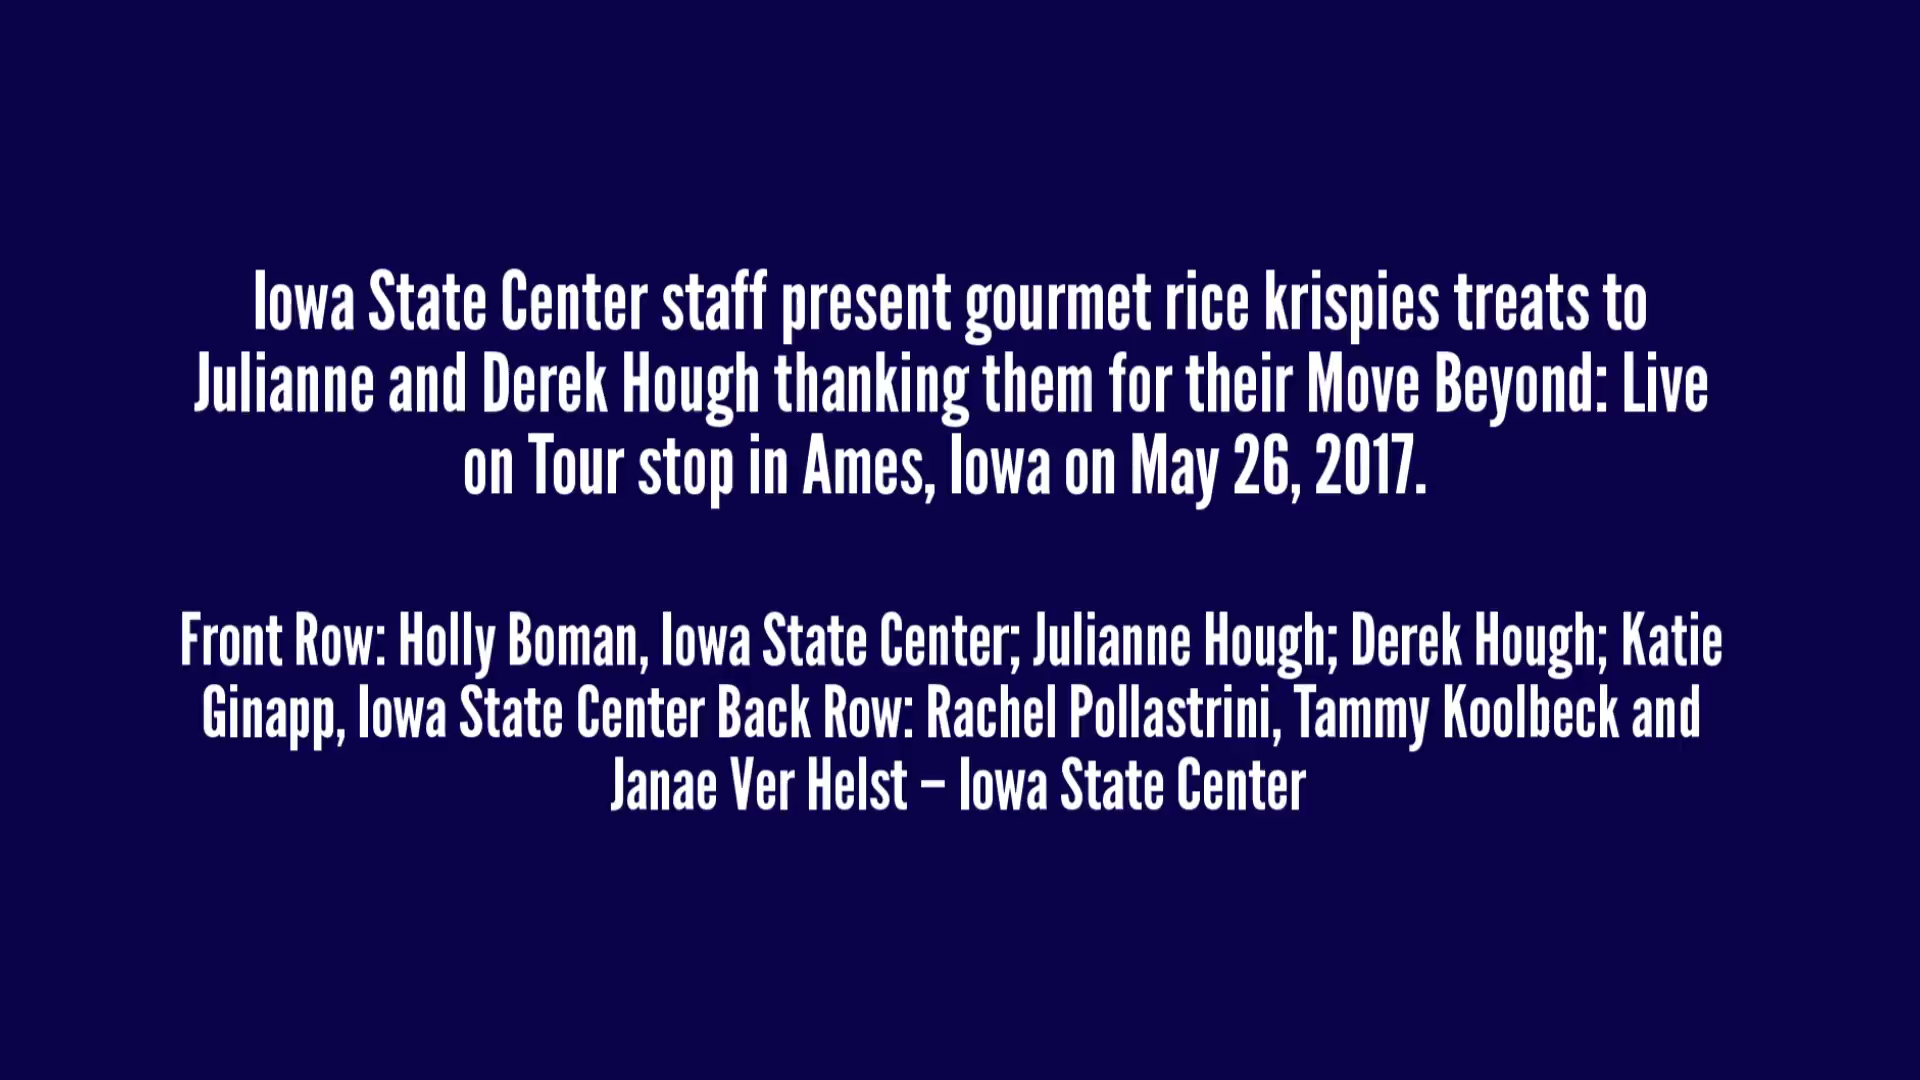 Iowa State Center staff present gourmet rice krispies treats to
Julianne and Derek Hough thanking them for their Move Beyond: Live
on Tour stop in Ames, Iowa on May 26, 2017.
Front Row: Holly Boman, Iowa State Center; Julianne Hough; Derek Hough; Katie
Ginapp, Iowa State Center Back Row: Rachel Pollastrini, Tammy Koolbeck and
Janae Ver Helst – Iowa State Center